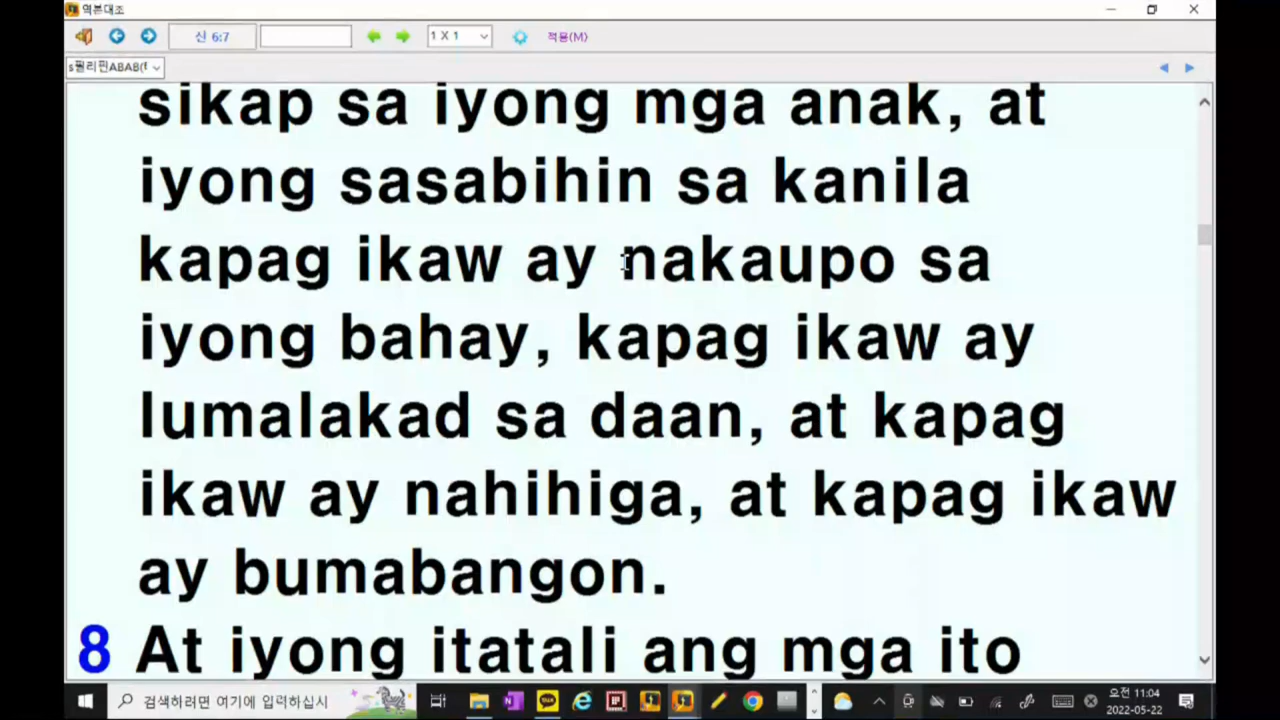 역본대조
신 6:7
1 X 1
적용(M)
s필리핀ABAB(
sikap sa iyong mga anak, at
iyong sasabihin sa kanila
kapag ikaw ay nakaupo sa
iyong bahay, kapag ikaw ay
lumalakad sa daan, at kapag
ikaw ay nahihiga, at kapag ikaw
ay bumabangon.
8 At iyong itatali ang mga ito
검색하려면 여기에 입력하십시
오전 11:04
2022-05-22